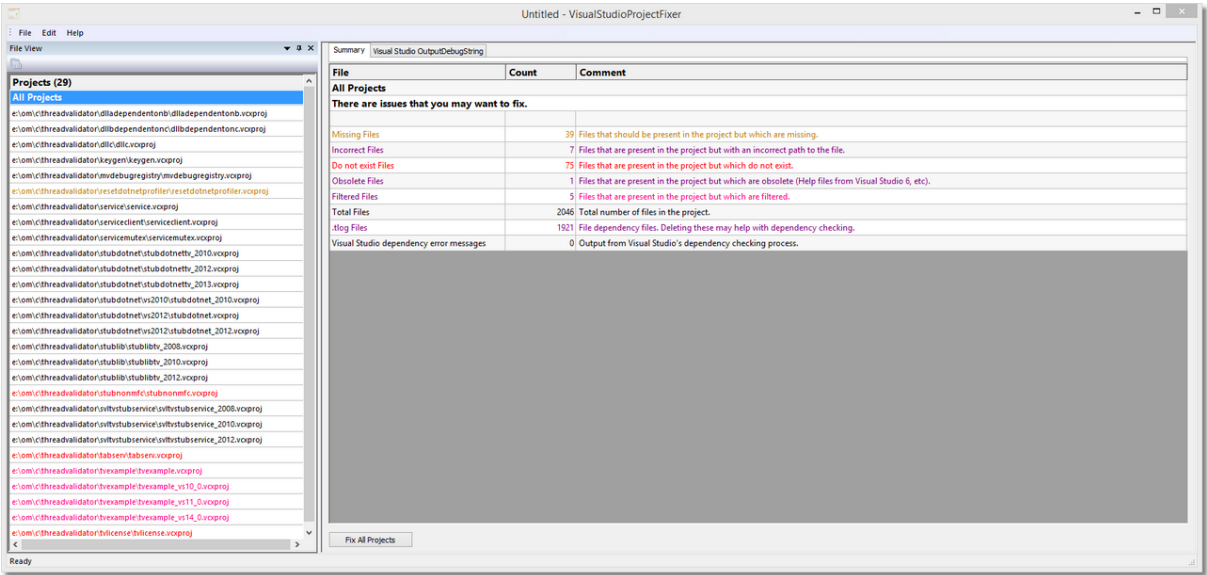 Untitled - VisualStudioProjectFixer
File Edit Help
File View
Projects (29)
All Projects
e:\om\c\threadvalidator\dlladependentonb\dlladependentonb.vcxproj
e:\om\c\threadvalidator\dllbdependentonc\dllbdependentonc.vcxproj
e:\om\c\threadvalidator\dllc\dllc.vcxproj
e:\om\c\threadvalidator\keygen\keygen.vcxproj
e:\om\c\threadvalidator\mvdebugregistry\mvdebugregistry.vcxproj
e:\om\c\threadvalidator\resetdotnetprofiler\resetdotnetprofiler.vcxproj
e:\om\c\threadvalidator\service\service.vcxproj
e:\om\c\threadvalidator\serviceclient\serviceclient.vcxproj
e:\om\c\threadvalidator\servicemutex\servicemutex.vcxproj
e:\om\c\threadvalidator\stubdotnet\stubdotnettv_2010.vcxproj
e:\om\c\threadvalidator\stubdotnet\stubdotnettv_2012.vcxproj
e:\om\c\threadvalidator\stubdotnet\stubdotnettv_2013.vcxproj
e:\om\c\threadvalidator\stubdotnet\vs2010\stubdotnet_2010.vcxproj
e:\om\c\threadvalidator\stubdotnet\vs2012\stubdotnet.vcxproj
e:\om\c\threadvalidator\stubdotnet\vs2012\stubdotnet_2012.vcxproj
e:\om\c\threadvalidator\stublib\stublibtv_2008.vcxproj
e:\om\c\threadvalidator\stublib\stublibtv_2010.vcxproj
e:\om\c\threadvalidator\stublib\stublibtv_2012.vcxproj
e:\om\c\threadvalidator\stubnonmfc\stubnonmfc.vcxproj
e:\om\c\threadvalidator\svltvstubservice\svltvstubservice_2008.vcxproj
e:\om\c\threadvalidator\svltvstubservice\svltvstubservice_2010.vcxproj
e:\om\c\threadvalidator\svltvstubservice\svltvstubservice_2012.vcxproj
e:\om\c\threadvalidator\tabserv\tabserv.vcxproj
e:\om\c\threadvalidator\tvexample\tvexample.vcxproj
e:\om\c\threadvalidator\tvexample\tvexample_vs10_0.vcxproj
e:\om\c\threadvalidator\tvexample\tvexample_vs11_0.vcxproj
e:\om\c\threadvalidator\tvexample\tvexample_vs14_0.vcxproj
e:\om\c\threadvalidator\tvlicense\tvlicense.vcxproj
Summary Visual Studio OutputDebugString
File Count Comment
All Projects
There are issues that you may want to fix.
Missing Files 39 Files that should be present in the project but which are missing.
Incorrect Files 7 Files that are present in the project but with an incorrect path to the file.
Do not exist Files 75 Files that are present in the project but which do not exist.
Obsolete Files 1 Files that are present in the project but which are obsolete (Help files from Visual Studio 6, etc).
Filtered Files 5 Files that are present in the project but which are filtered.
Total Files 2046 Total number of files in the project.
.tlog Files 1921 File dependency files. Deleting these may help with dependency checking.
Visual Studio dependency error messages 0 Output from Visual Studio's dependency checking process.
Fix All Projects
Ready